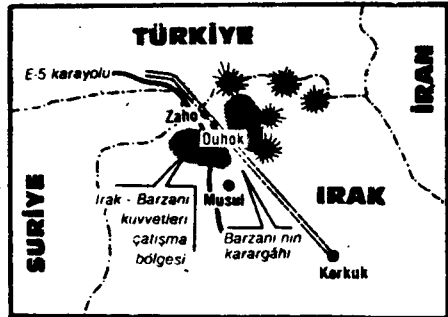 TÜRKİYE
İRAN
E-5 karayolu
Zaho
Duhok
SURİYE
Irak - Barzani
kuvvetleri
çatışma
bölgesi
Musul
IRAK
Barzani'nin
karargâhı
Kerkuk